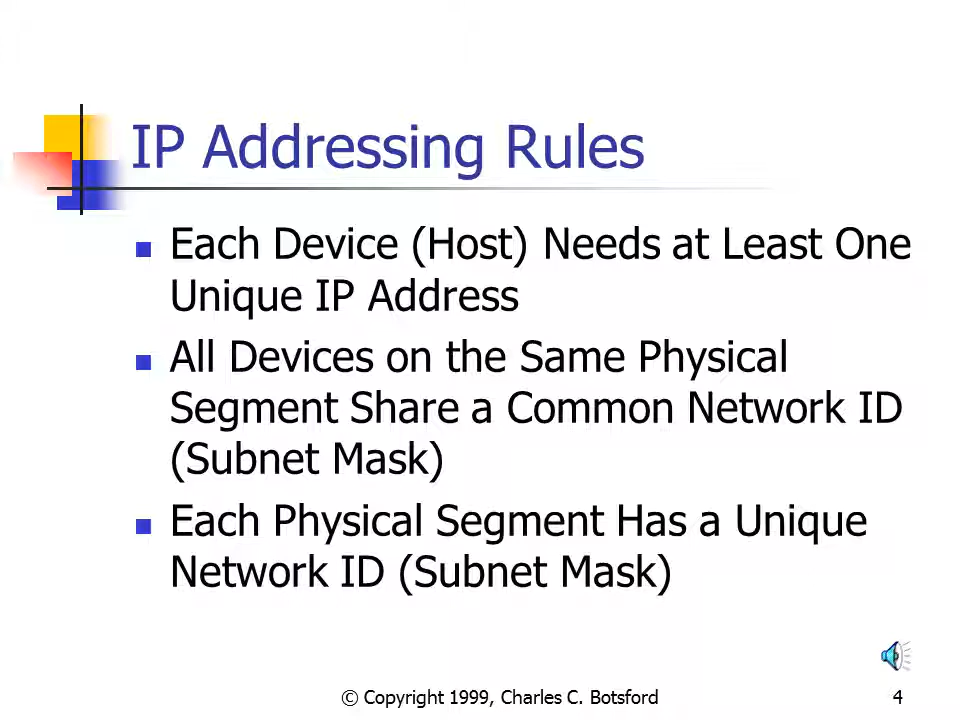 IP Addressing Rules
Each Device (Host) Needs at Least One
Unique IP Address
All Devices on the Same Physical
Segment Share a Common Network ID
(Subnet Mask)
Each Physical Segment Has a Unique
Network ID (Subnet Mask)
© Copyright 1999, Charles C. Botsford 4